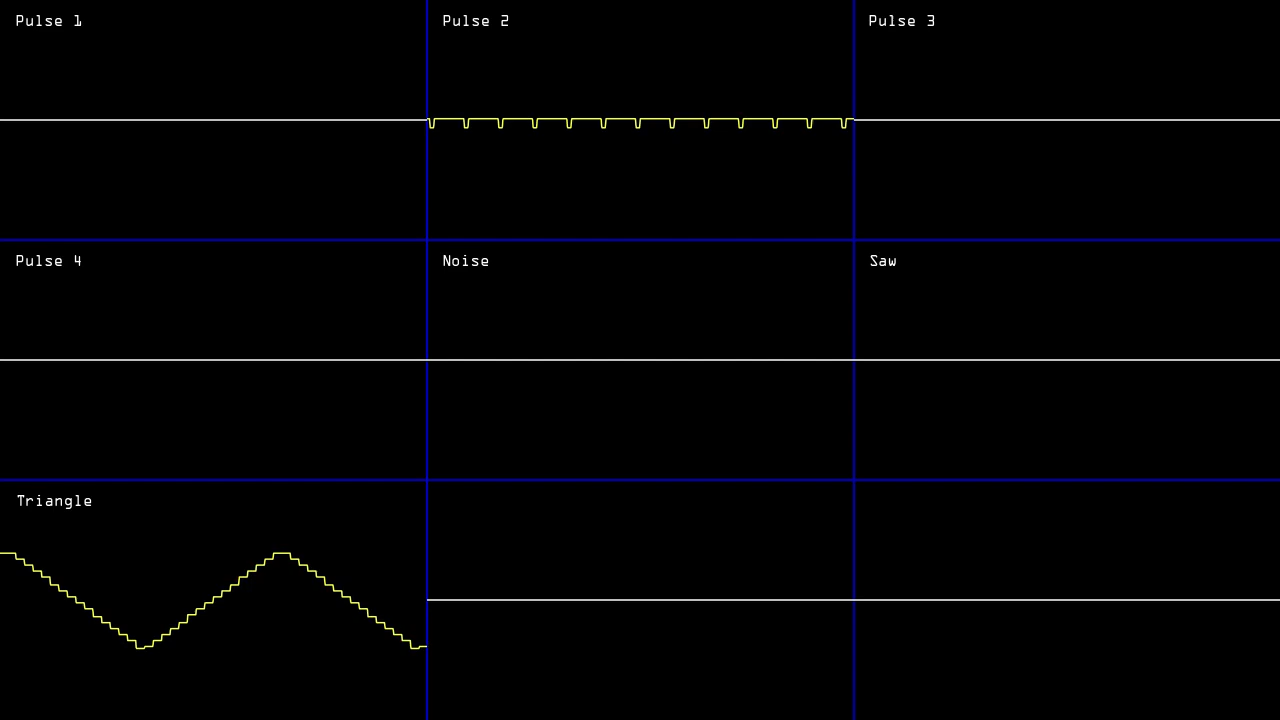 Pulse 1
Pulse 2
Pulse 3
Pulse 4
Noise
Saw
Triangle